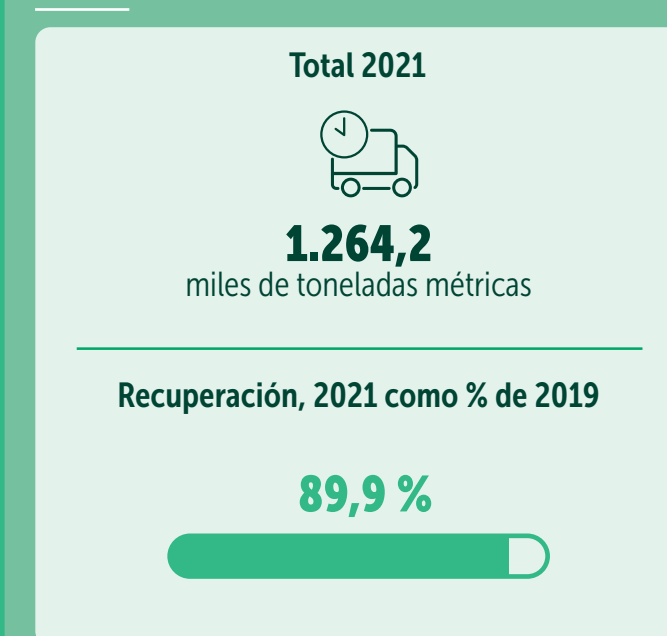 Total 2021
1.264,2
miles de toneladas métricas
Recuperación, 2021 como % de 2019
89,9 %